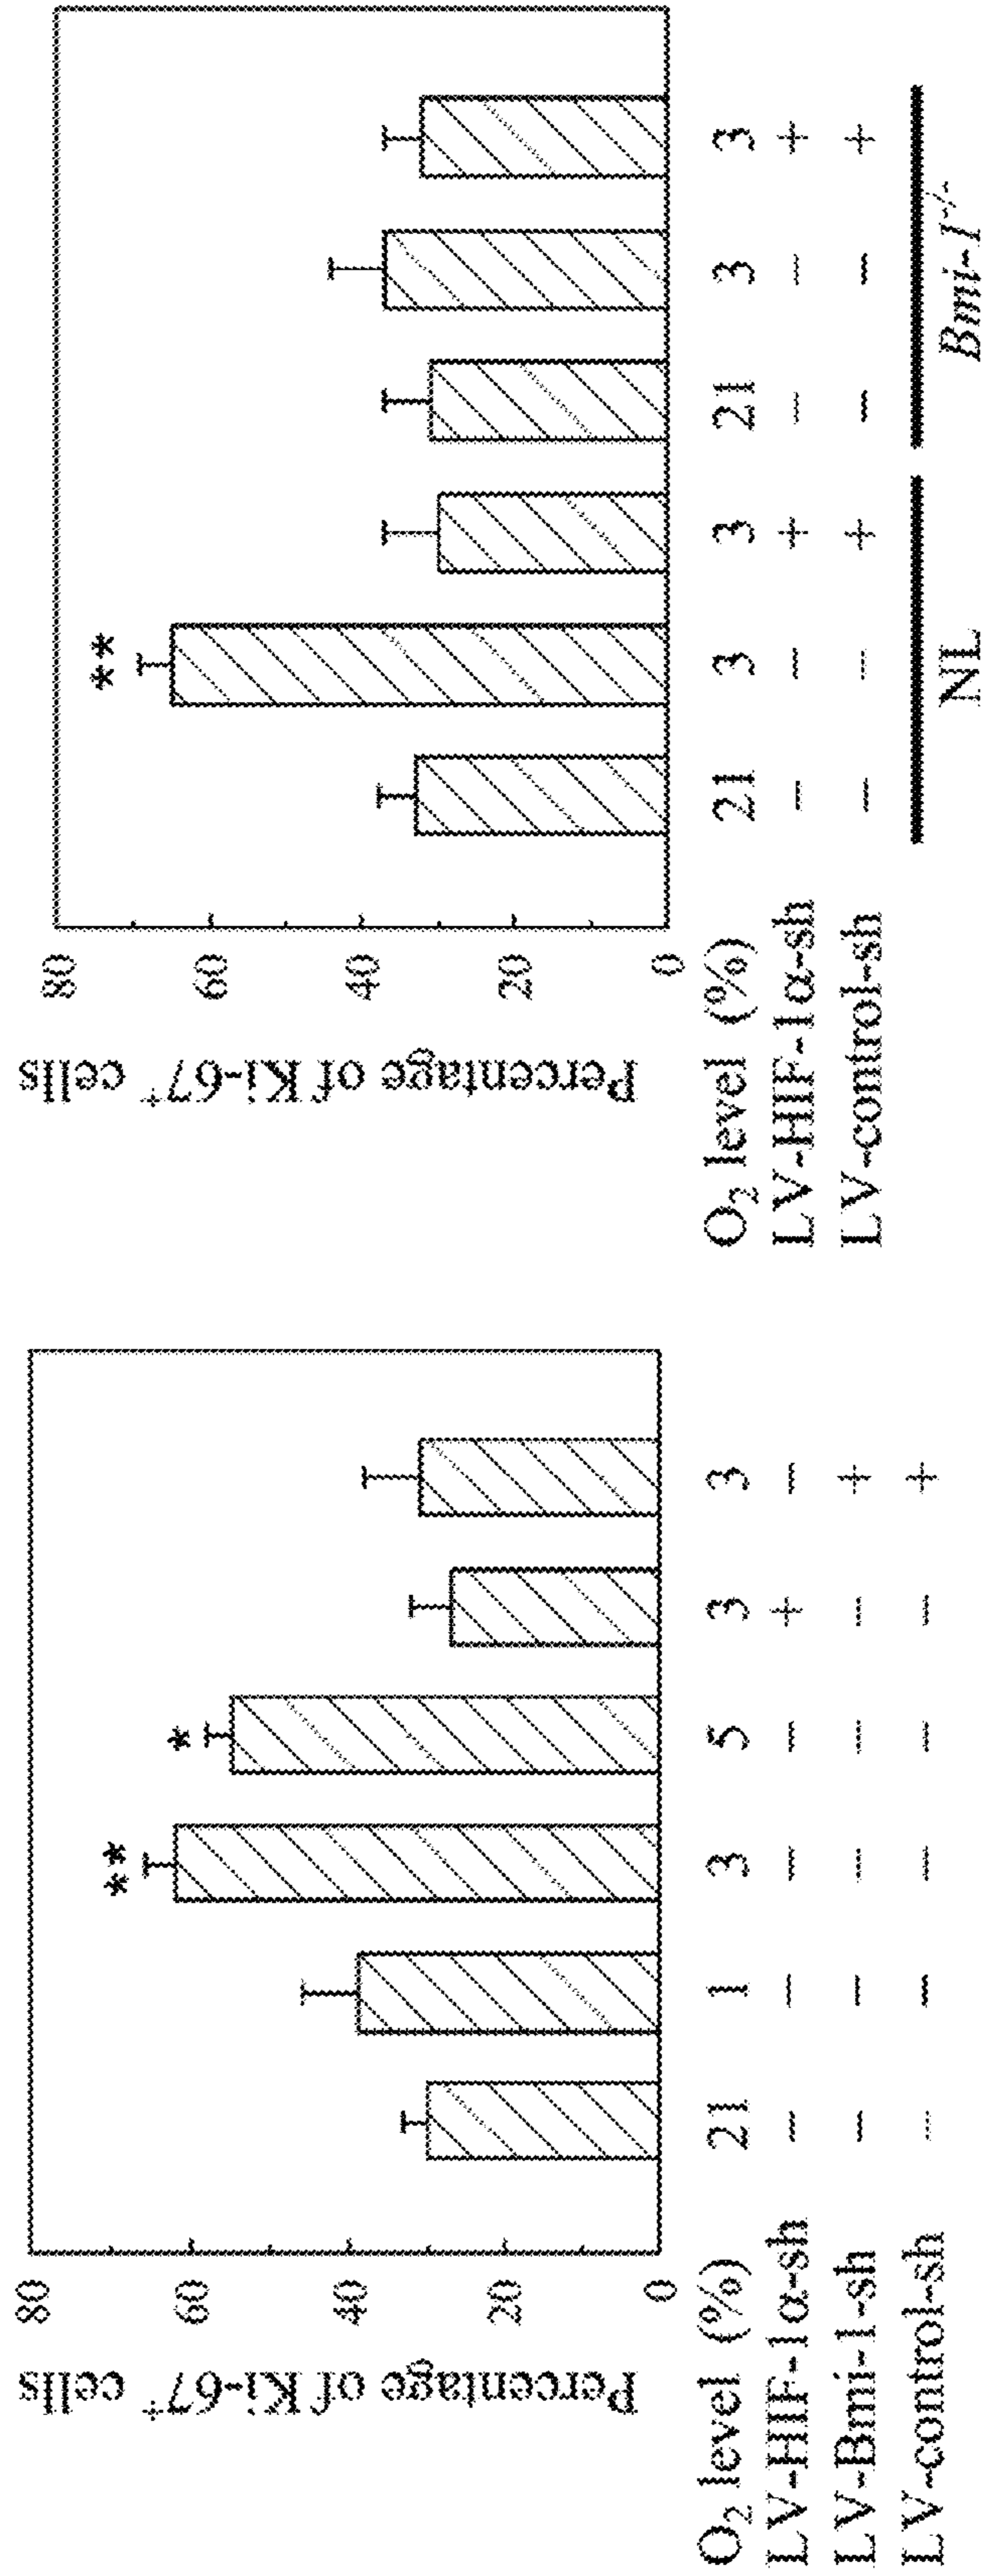 Percentage of Ki-67+ cells
80
60
40
20
0
** *
O2 level (%) 21 1 3 5 3 3
LV-HIF-1α-sh − − − − + −
LV-Bmi-1-sh − − − − − +
LV-control-sh − − − − − +
Percentage of Ki-67+ cells
80
60
40
20
0
**
O2 level (%) 21 3 3 21 3 3
LV-HIF-1α-sh − − + − − +
LV-control-sh − − + − − +
NL Bmi-1-/-